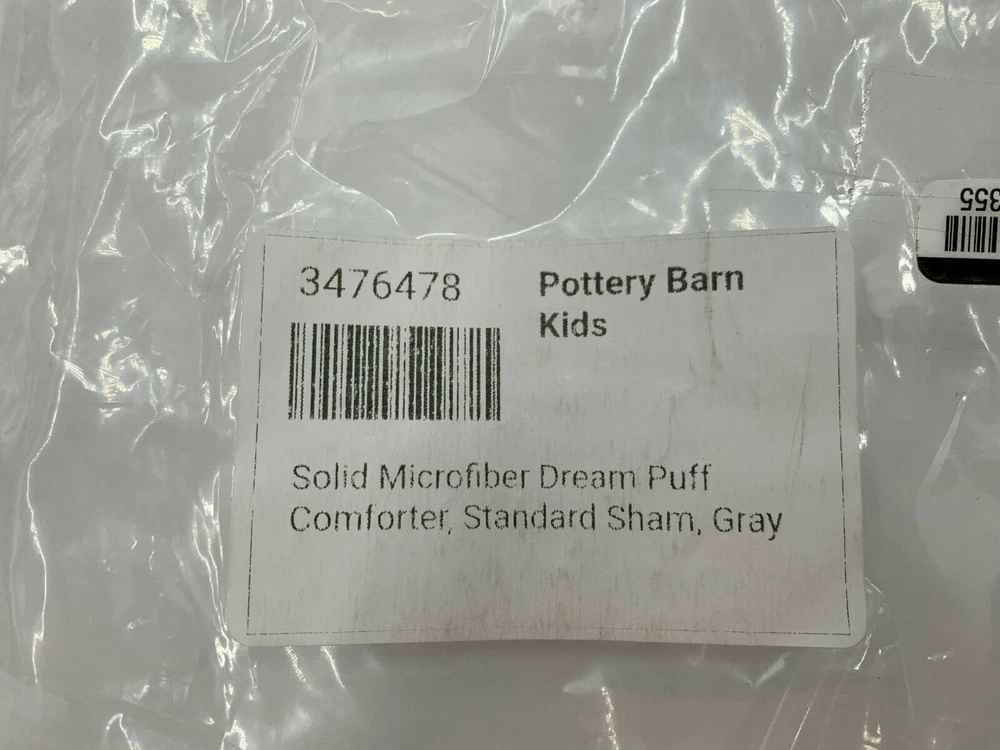 3476478
Pottery Barn
Kids
Solid Microfiber Dream Puff
Comforter, Standard Sham, Gray
355